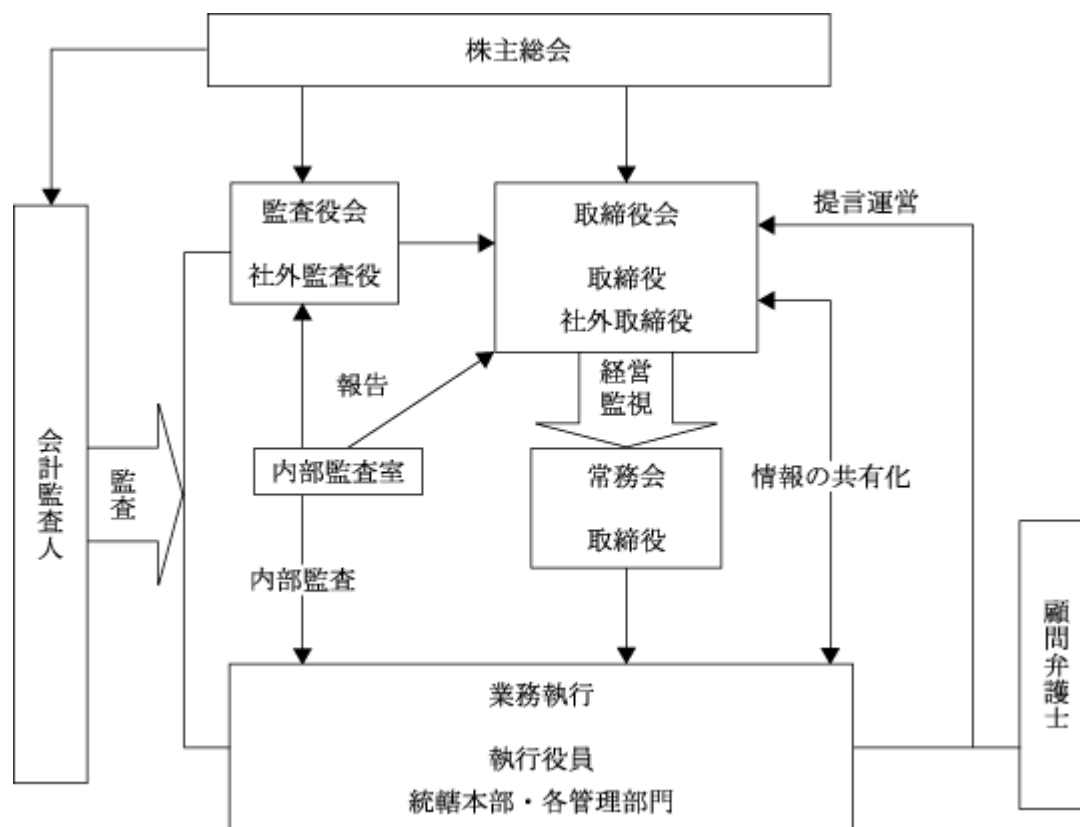 株主総会
監査役会
社外監査役
取締役会
取締役
社外取締役
提言運営
経営
監視
報告
会計監査人
監査
内部監査室
常務会
取締役
情報の共有化
内部監査
顧問弁護士
業務執行
執行役員
統轄本部・各管理部門